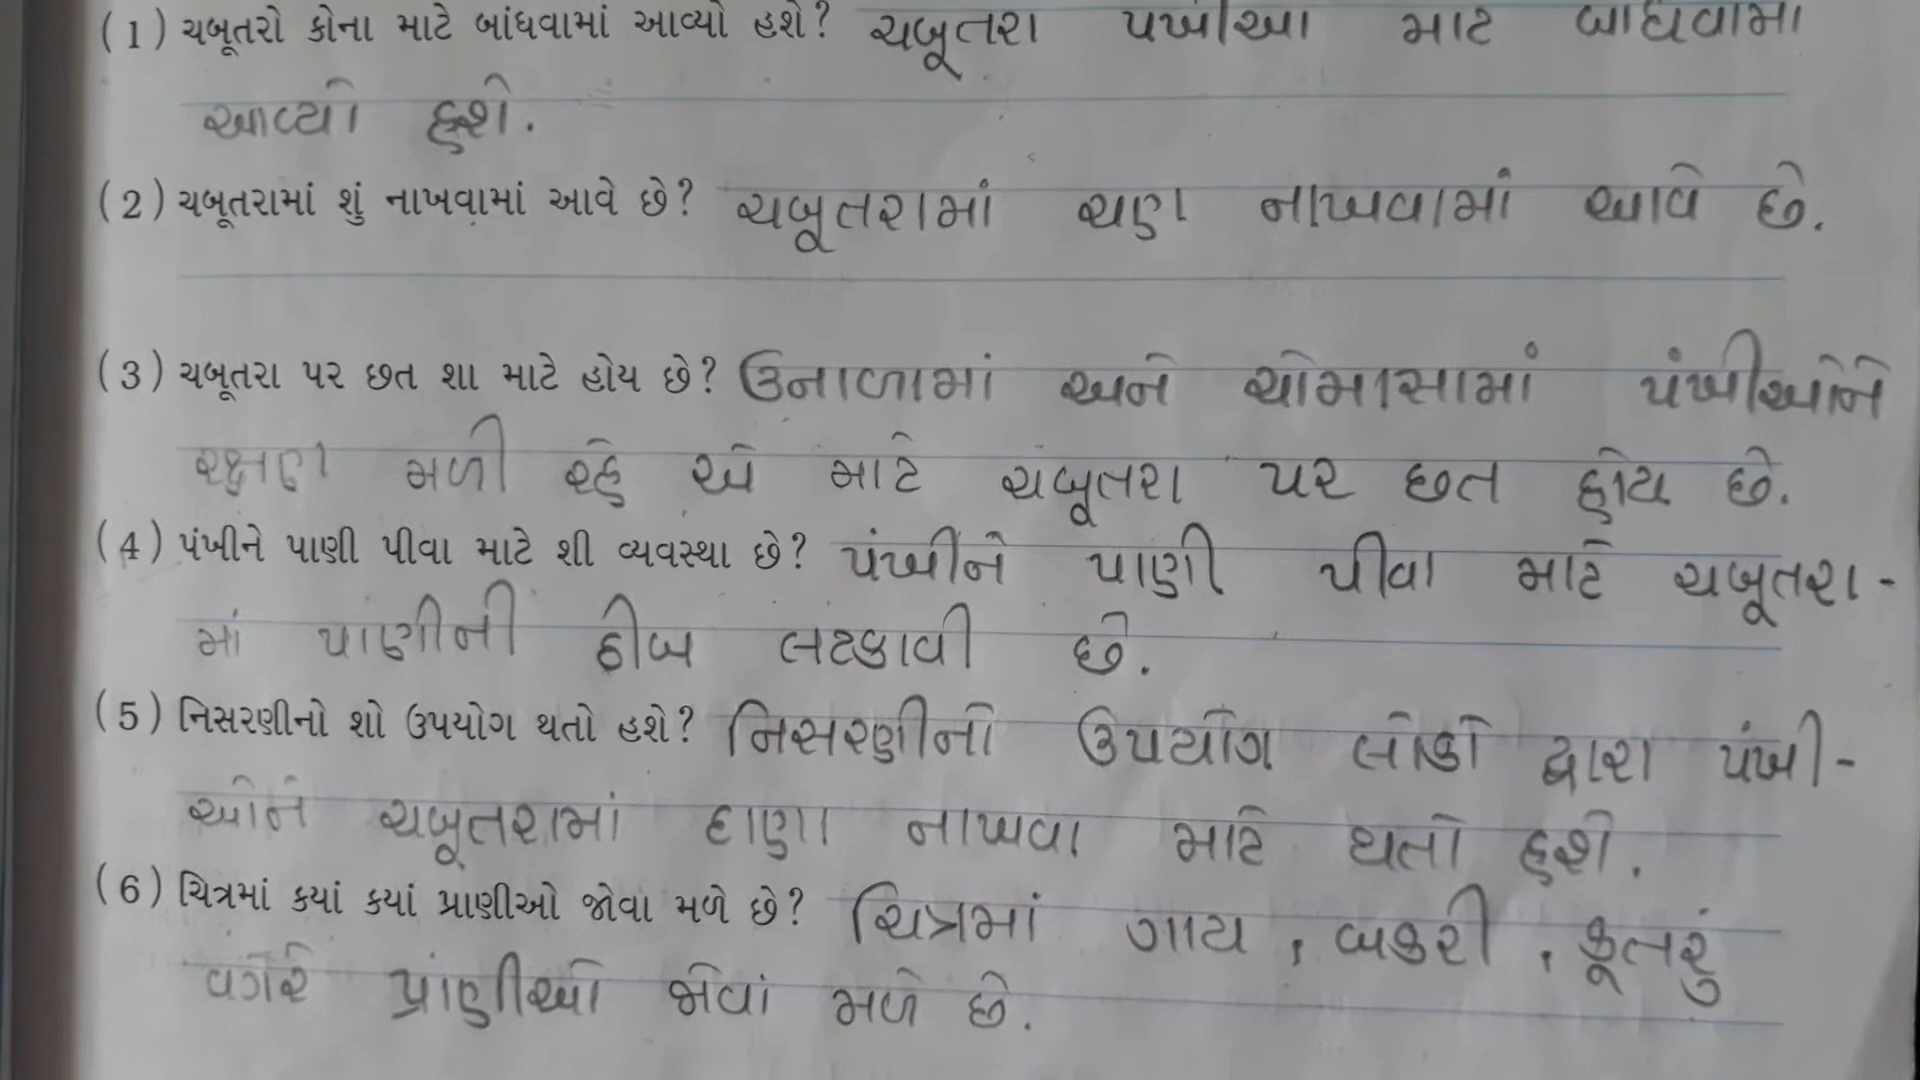 (1) ચબૂતરો કોના માટે બાંધવામાં આવ્યો હશે? ચબૂતરા પંખીઓ માટે બાંધવામાં
આવ્યો હશે.
(2) ચબૂતરામાં શું નાખવામાં આવે છે? ચબૂતરામાં ચણ નાખવામાં આવે છે.
(3) ચબૂતરા પર છત શા માટે હોય છે? ઉનાળામાં અને ચોમાસામાં પંખીઓને
રક્ષણ મળી રહે એ માટે ચબૂતરા પર છત હોય છે.
(4) પંખીને પાણી પીવા માટે શી વ્યવસ્થા છે? પંખીને પાણી પીવા માટે ચબૂતરા-
માં પાણીની ઠીબ લટકાવી છે.
(5) નિસરણીનો શો ઉપયોગ થતો હશે? નિસરણીનો ઉપયોગ લોકો દ્વારા પંખી-
ઓને ચબૂતરામાં દાણા નાખવા માટે થતો હશે.
(6) ચિત્રમાં કયાં કયાં પ્રાણીઓ જોવા મળે છે? ચિત્રમાં ગાય, બકરી, કૂતરું
વગેરે પ્રાણીઓ જોવાં મળે છે.